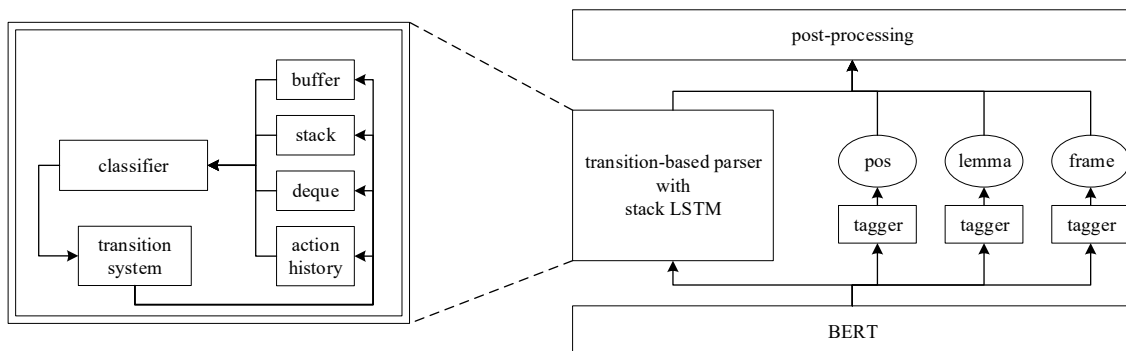 buffer
stack
classifier
deque
transition
system
action
history
post-processing
transition-based parser
with
stack LSTM
pos
lemma
frame
tagger
tagger
tagger
BERT